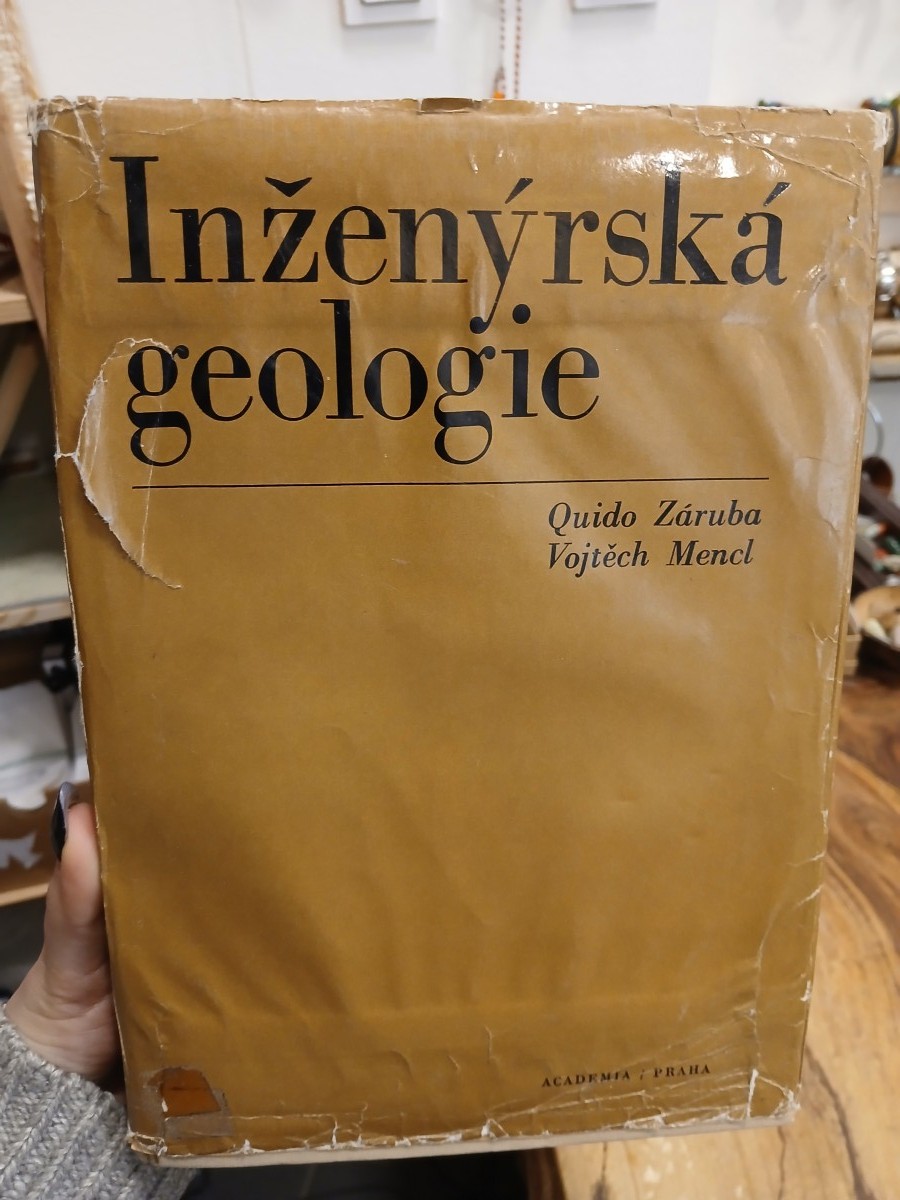 Inženýrská
geologie
Quido Záruba
Vojtěch Mencl
ACADEMIA / PRAHA